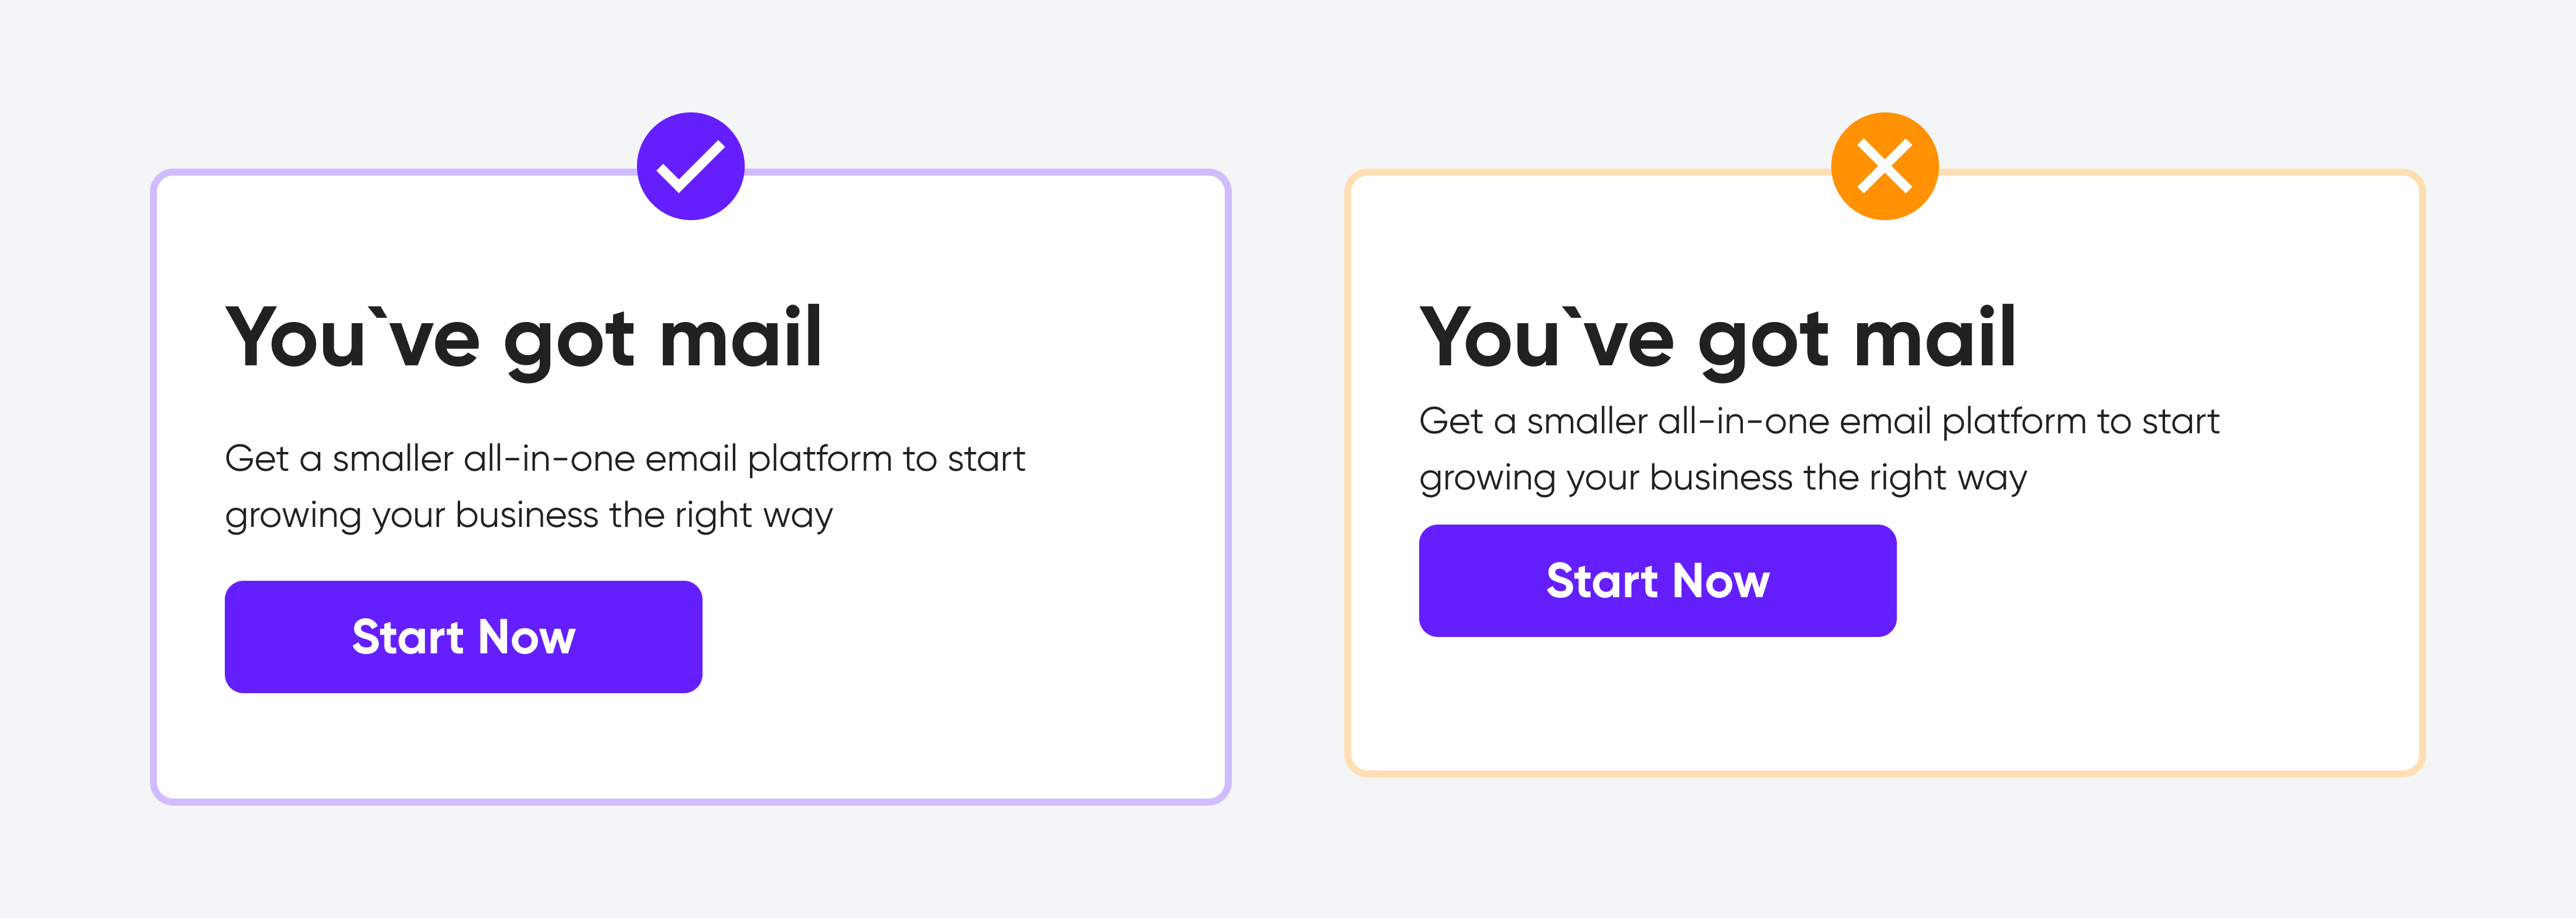 You`ve got mail
Get a smaller all-in-one email platform to start
growing your business the right way
Start Now
You`ve got mail
Get a smaller all-in-one email platform to start
growing your business the right way
Start Now